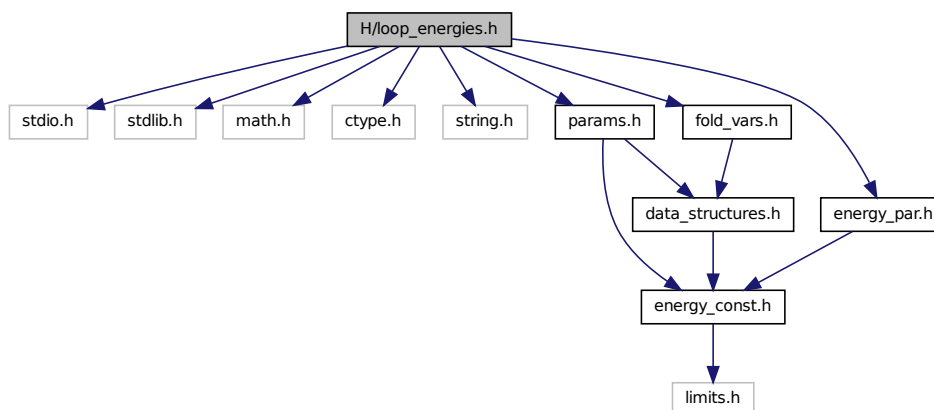 H/loop_energies.h
stdio.h
stdlib.h
math.h
ctype.h
string.h
params.h
fold_vars.h
data_structures.h
energy_par.h
energy_const.h
limits.h